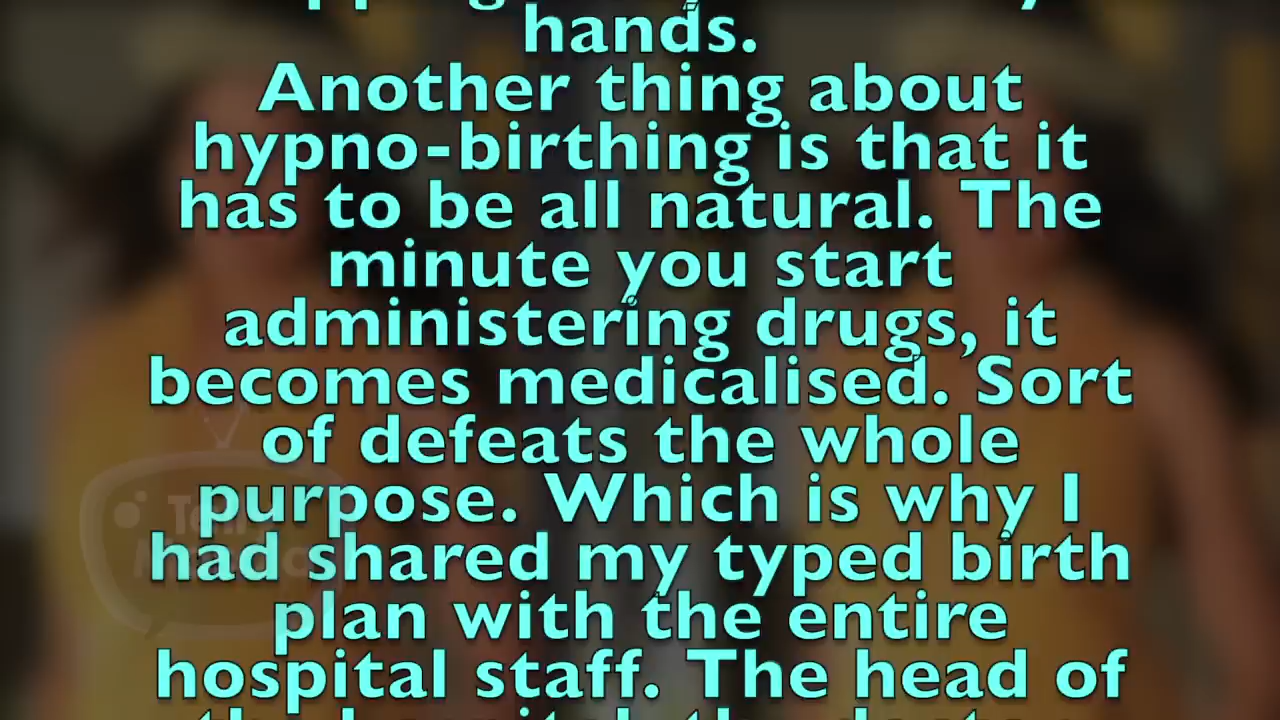 hands.
Another thing about
hypno-birthing is that it
has to be all natural. The
minute you start
administering drugs, it
becomes medicalised. Sort
of defeats the whole
purpose. Which is why I
had shared my typed birth
plan with the entire
hospital staff. The head of